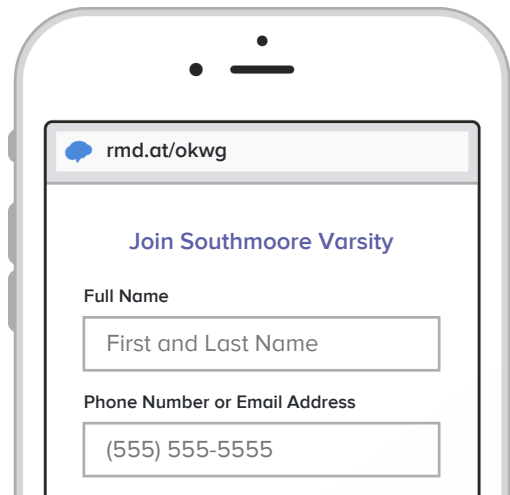 rmd.at/okwg
Join Southmoore Varsity
Full Name
First and Last Name
Phone Number or Email Address
(555) 555-5555